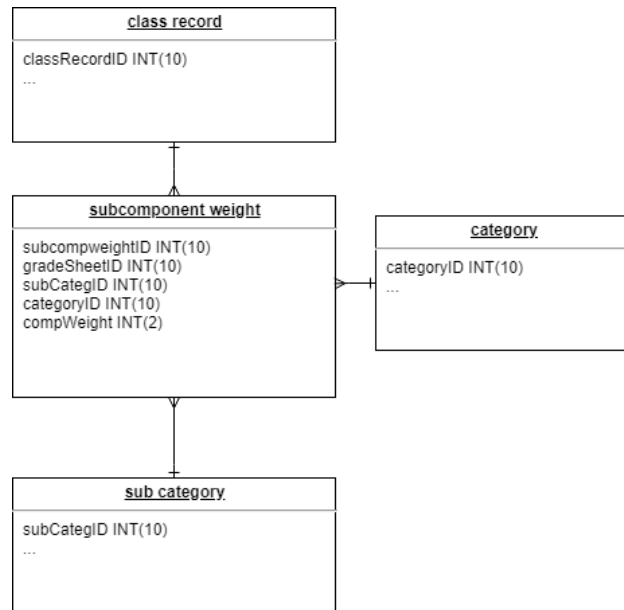 class record
classRecordID INT(10)
...
subcomponent weight
subcompweightID INT(10)
gradeSheetID INT(10)
subCategID INT(10)
categoryID INT(10)
compWeight INT(2)
category
categoryID INT(10)
...
sub category
subCategID INT(10)
...